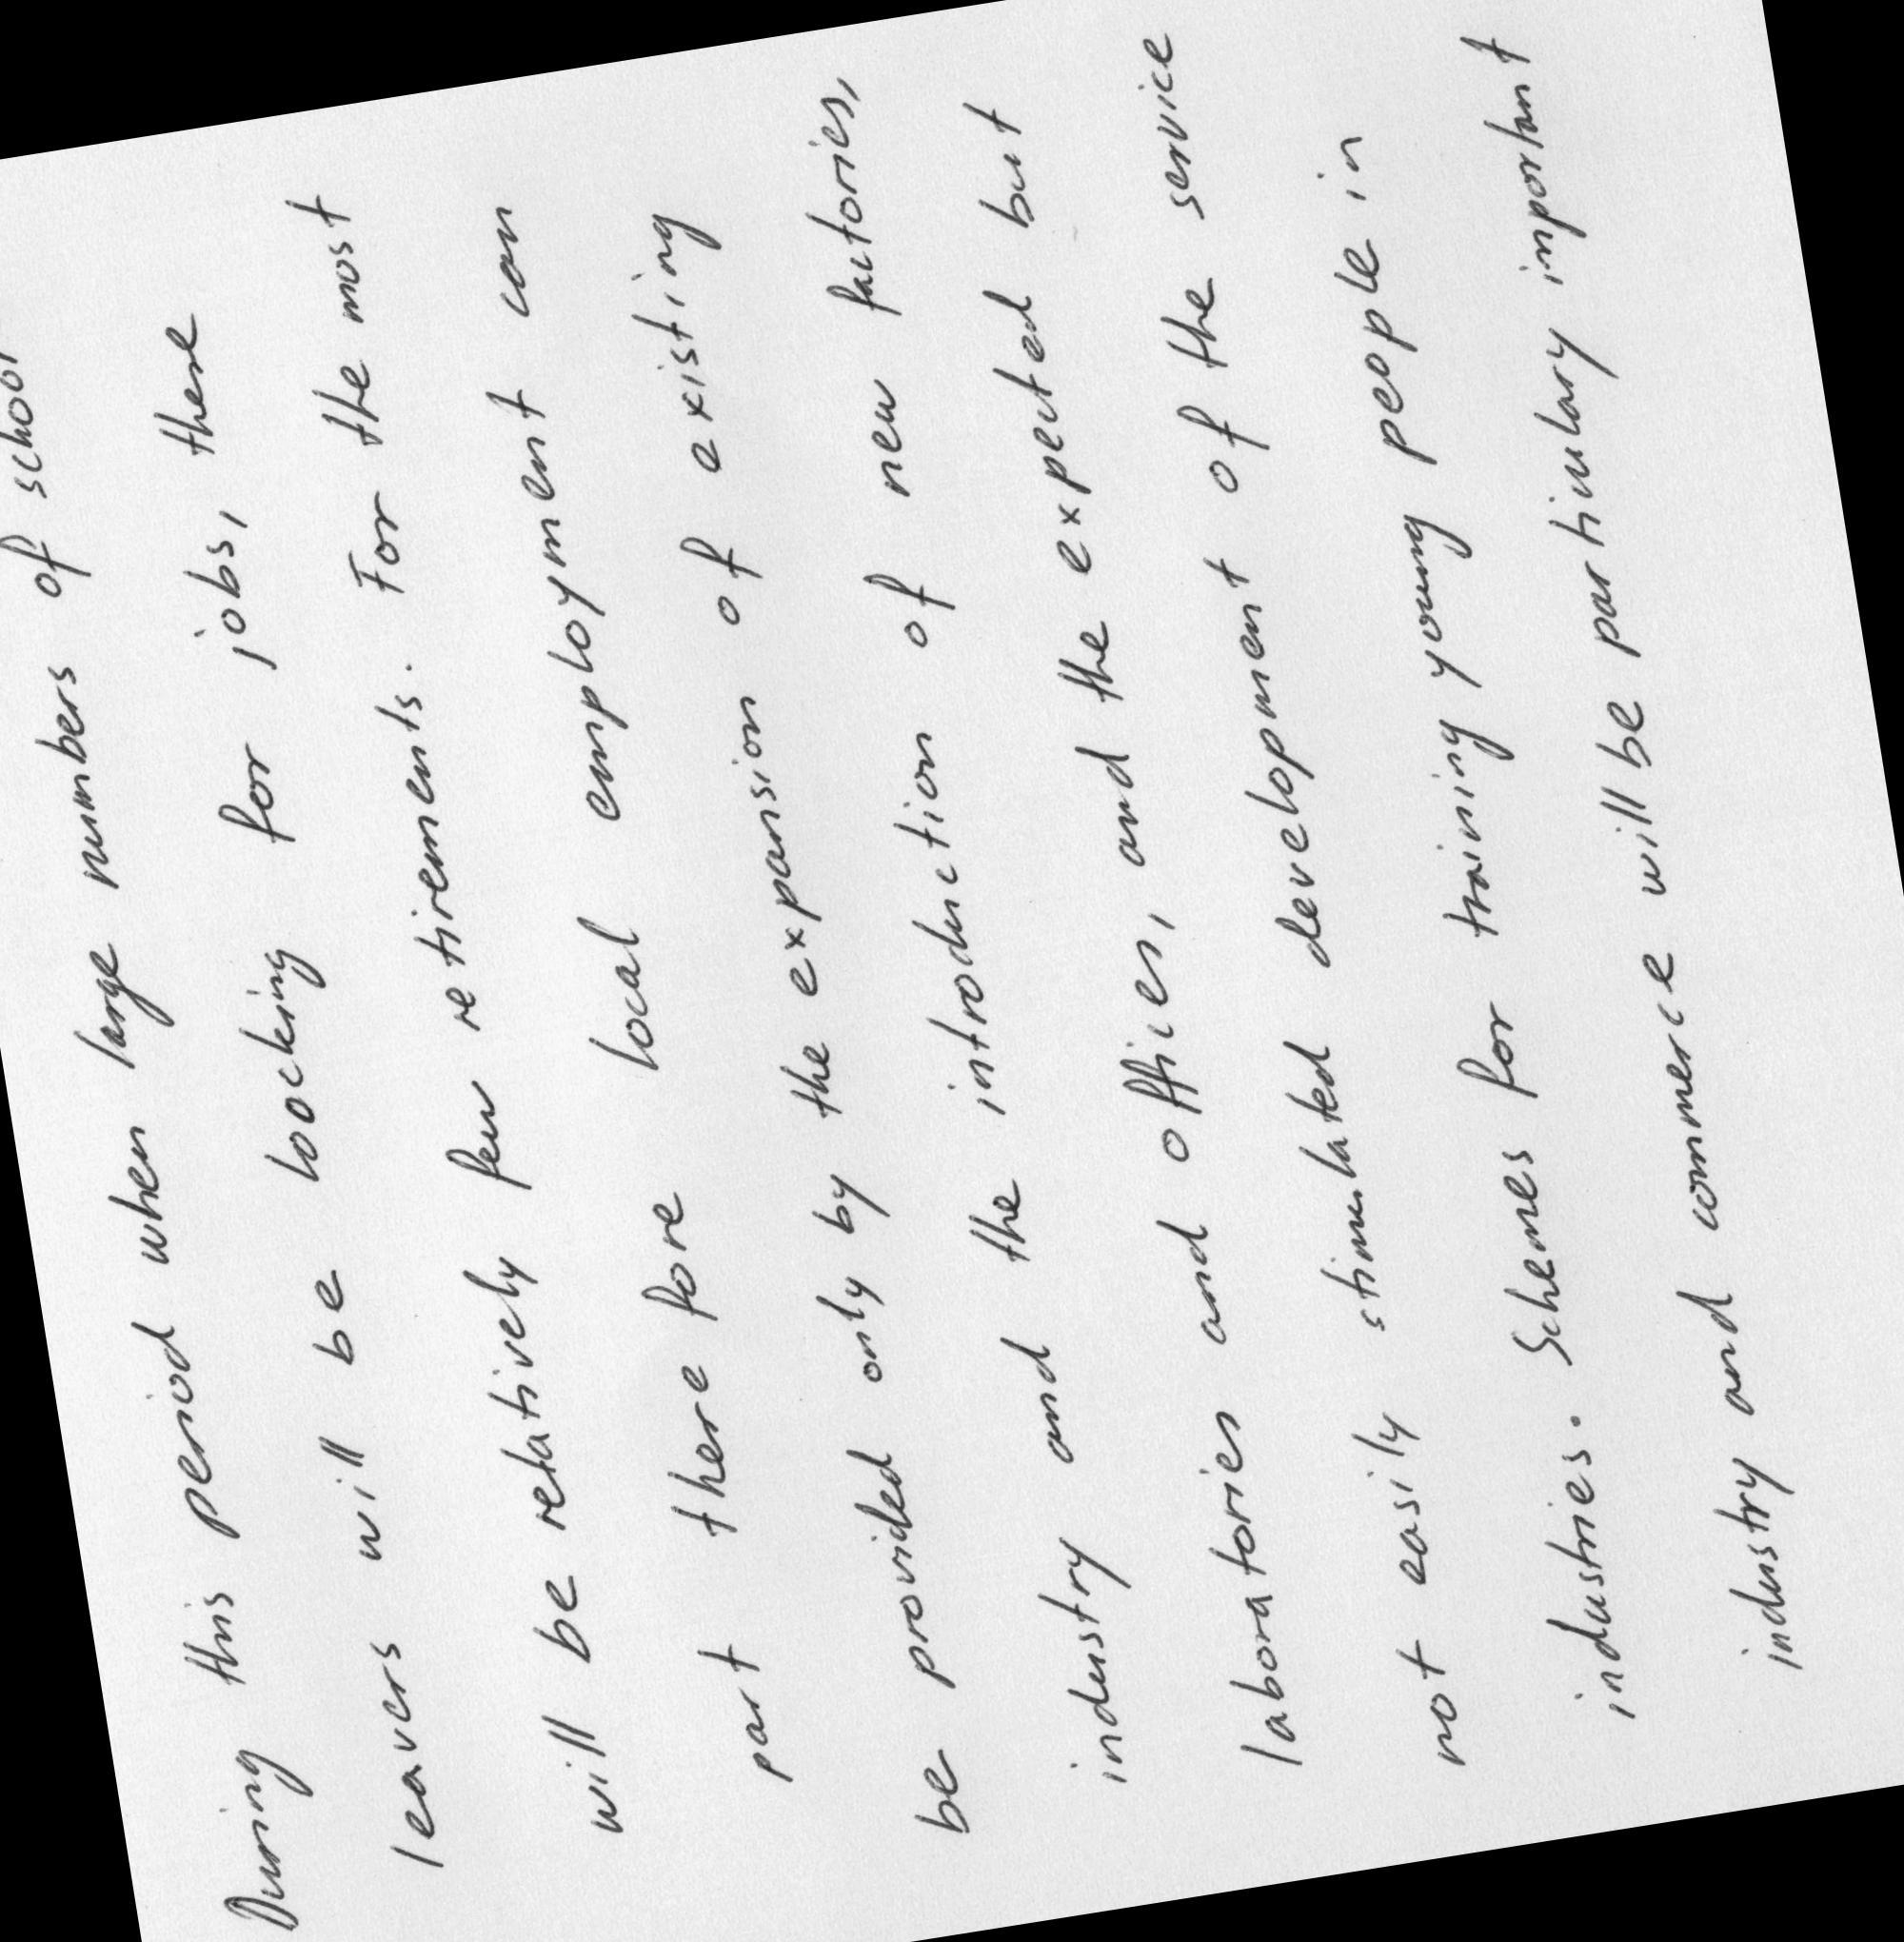 During this period when large numbers of school
leavers will be loocking for jobs, there
will be relatively few retirements. For the most
part there fore local employment can
be provided only by the expansion of existing
industry and the introduction of new factories,
laboratories and offices, and the expected but
not easily stimulated development of the service
industries. Schemes for training young people in
industry and commerce will be particulary important